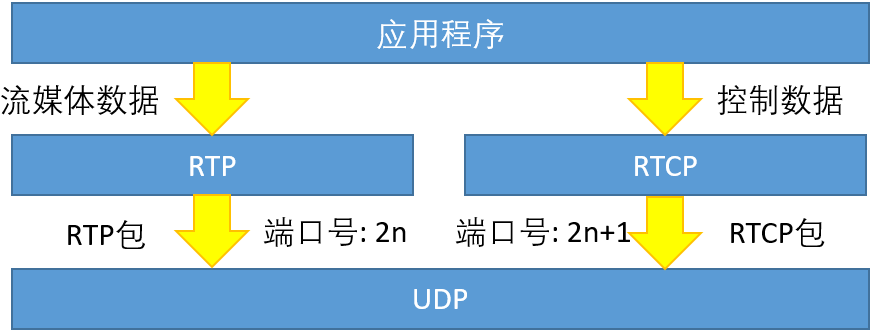 应用程序
流媒体数据
控制数据
RTP
RTCP
RTP包
端口号: 2n
端口号: 2n+1
RTCP包
UDP